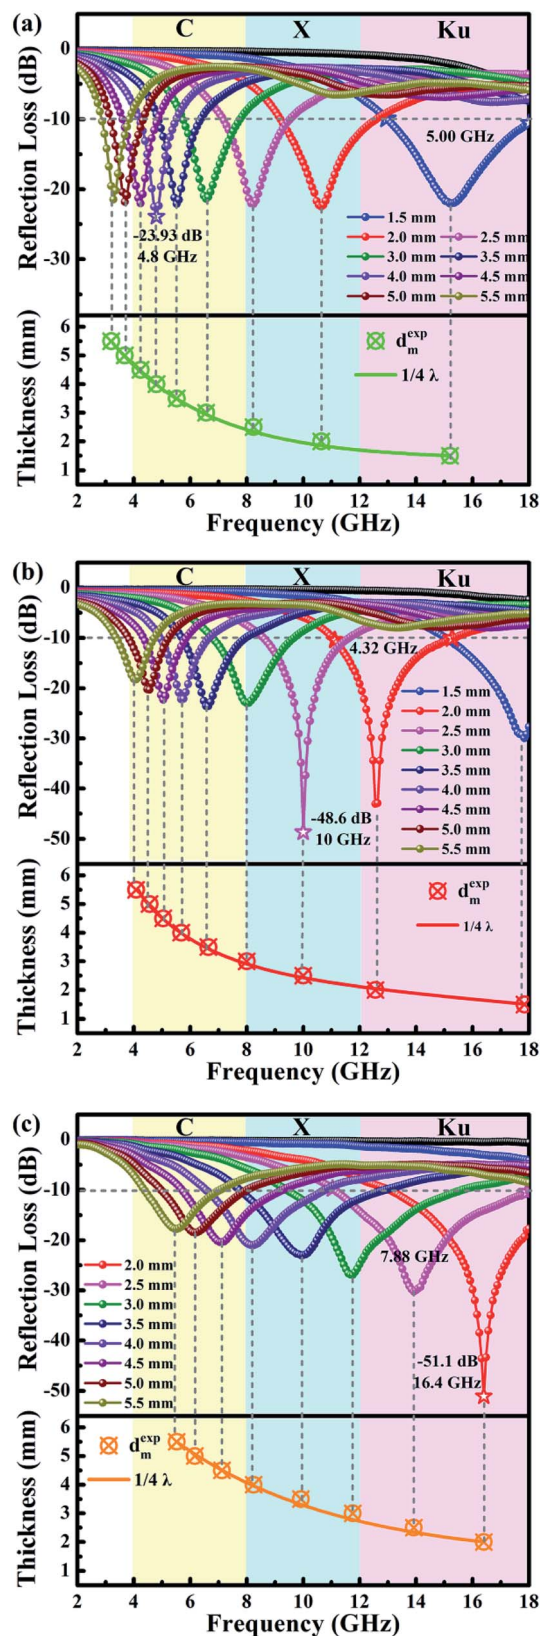 (a)
C X Ku
0
-10
-20
-30
Reflection Loss (dB)
5.00 GHz
-23.93 dB
4.8 GHz
1.5 mm
2.0 mm 2.5 mm
3.0 mm 3.5 mm
4.0 mm 4.5 mm
5.0 mm 5.5 mm
6
5
4
3
2
1
Thickness (mm)
d_m^exp
1/4 λ
2 4 6 8 10 12 14 16 18
Frequency (GHz)
(b)
C X Ku
0
-10
-20
-30
-40
-50
Reflection Loss (dB)
4.32 GHz
-48.6 dB
10 GHz
1.5 mm
2.0 mm
2.5 mm
3.0 mm
3.5 mm
4.0 mm
4.5 mm
5.0 mm
5.5 mm
6
5
4
3
2
1
Thickness (mm)
d_m^exp
1/4 λ
2 4 6 8 10 12 14 16 18
Frequency (GHz)
(c)
C X Ku
0
-10
-20
-30
-40
-50
Reflection Loss (dB)
7.88 GHz
-51.1 dB
16.4 GHz
2.0 mm
2.5 mm
3.0 mm
3.5 mm
4.0 mm
4.5 mm
5.0 mm
5.5 mm
6
5
4
3
2
1
Thickness (mm)
d_m^exp
1/4 λ
2 4 6 8 10 12 14 16 18
Frequency (GHz)